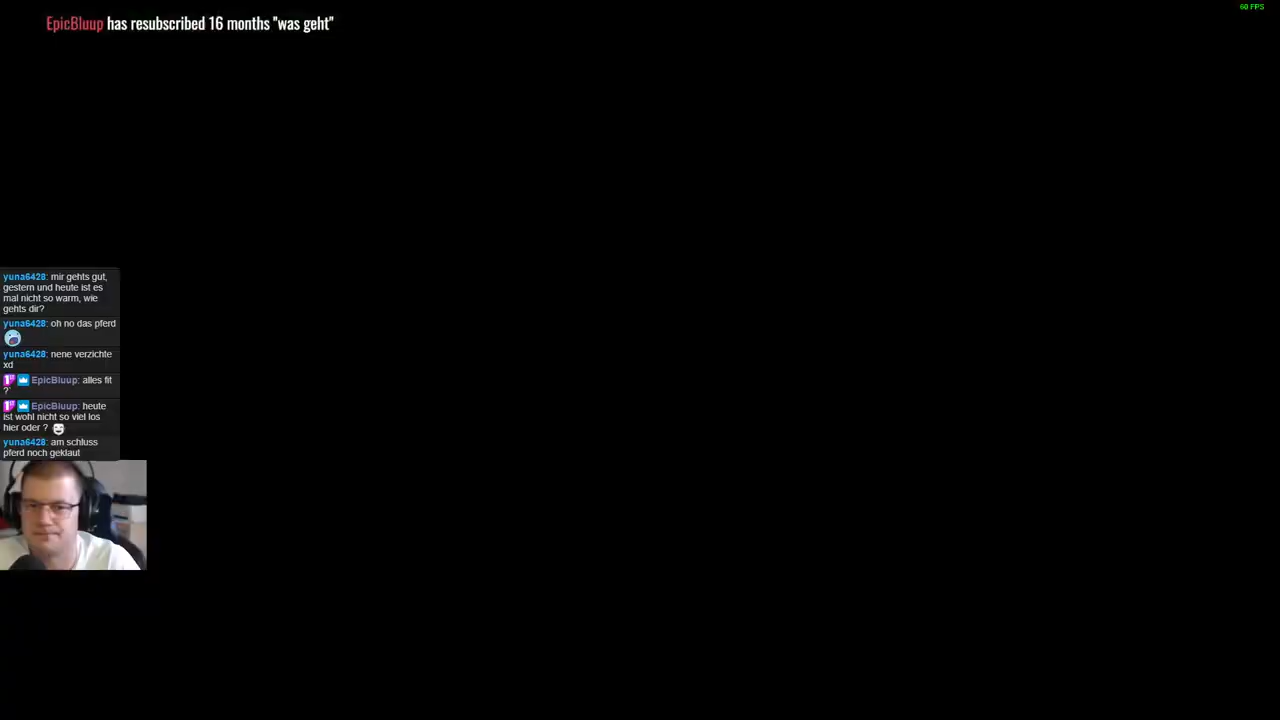 EpicBluup has resubscribed 16 months "was geht"
60 FPS
yuna6428: mir gehts gut,
gestern und heute ist es
mal nicht so warm, wie
gehts dir?
yuna6428: oh no das pferd
yuna6428: nene verzichte
xd
EpicBluup: alles fit
?`
EpicBluup: heute
ist wohl nicht so viel los
hier oder ?
yuna6428: am schluss
pferd noch geklaut